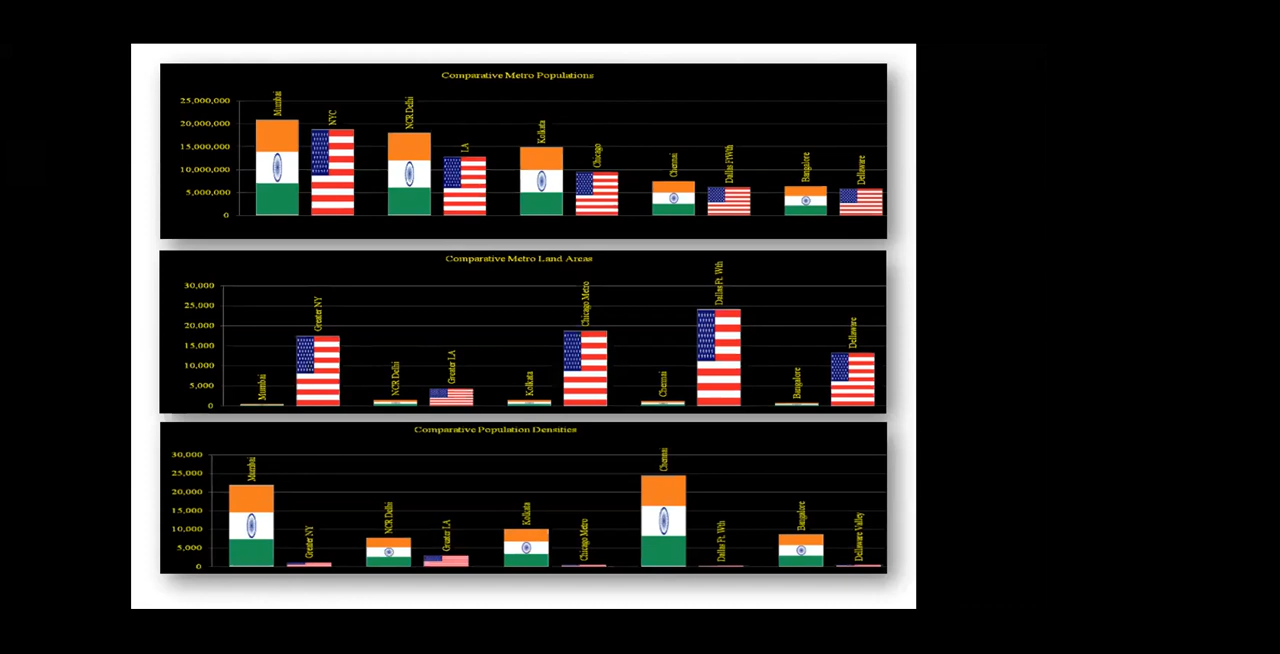 Comparative Metro Populations
25,000,000
20,000,000
15,000,000
10,000,000
5,000,000
0
Mumbai
NYC
NCR Delhi
LA
Kolkata
Chicago
Chennai
Dallas FtWth
Bangalore
Dellaware
Comparative Metro Land Areas
30,000
25,000
20,000
15,000
10,000
5,000
0
Mumbai
Greater NY
NCR Delhi
Greater LA
Kolkata
Chicago Metro
Chennai
Dallas Ft. Wth
Bangalore
Dellaware
Comparative Population Densities
30,000
25,000
20,000
15,000
10,000
5,000
0
Mumbai
Greater NY
NCR Delhi
Greater LA
Kolkata
Chicago Metro
Chennai
Dallas Ft. Wth
Bangalore
Dellaware Valley